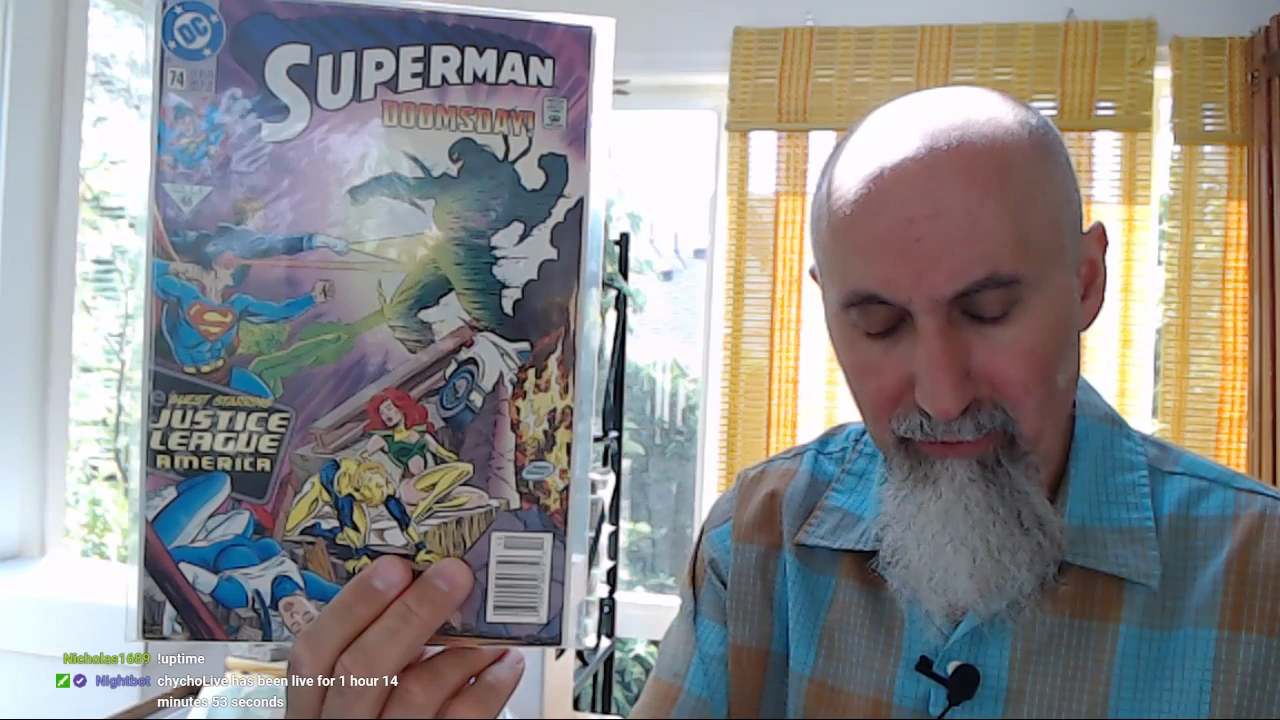 DC
74
SUPERMAN
DOOMSDAY!
GUEST STARRING
JUSTICE
LEAGUE
AMERICA
Nicholas1689 !uptime
Nightbot chychoLive has been live for 1 hour 14
minutes 53 seconds